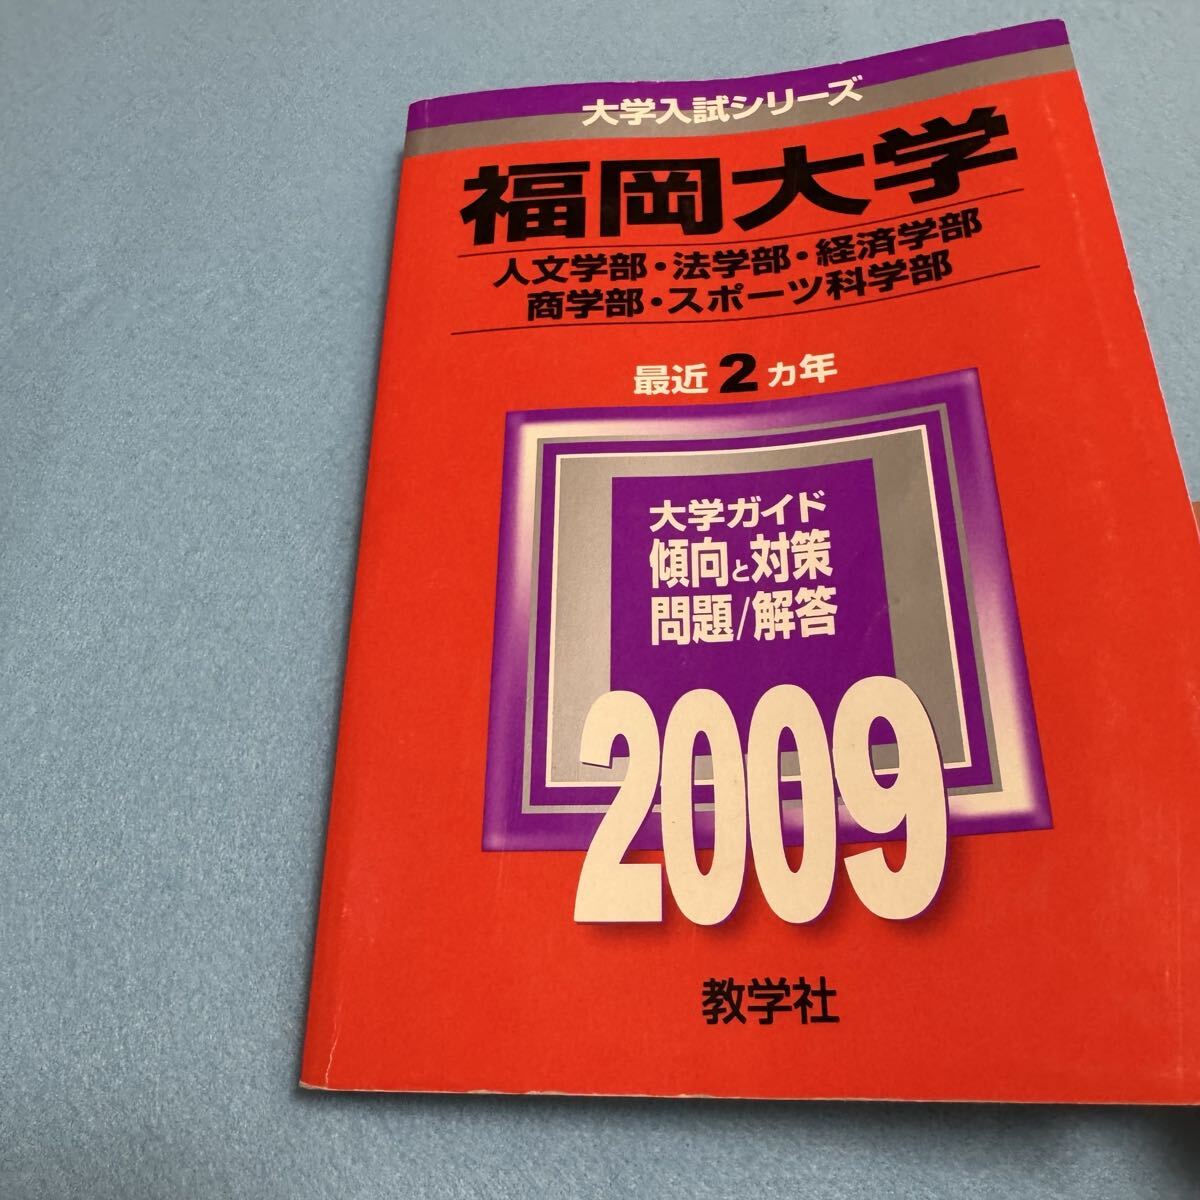 大学入試シリーズ
福岡大学
人文学部・法学部・経済学部
商学部・スポーツ科学部
最近2カ年
大学ガイド
傾向と対策
問題/解答
2009
教学社